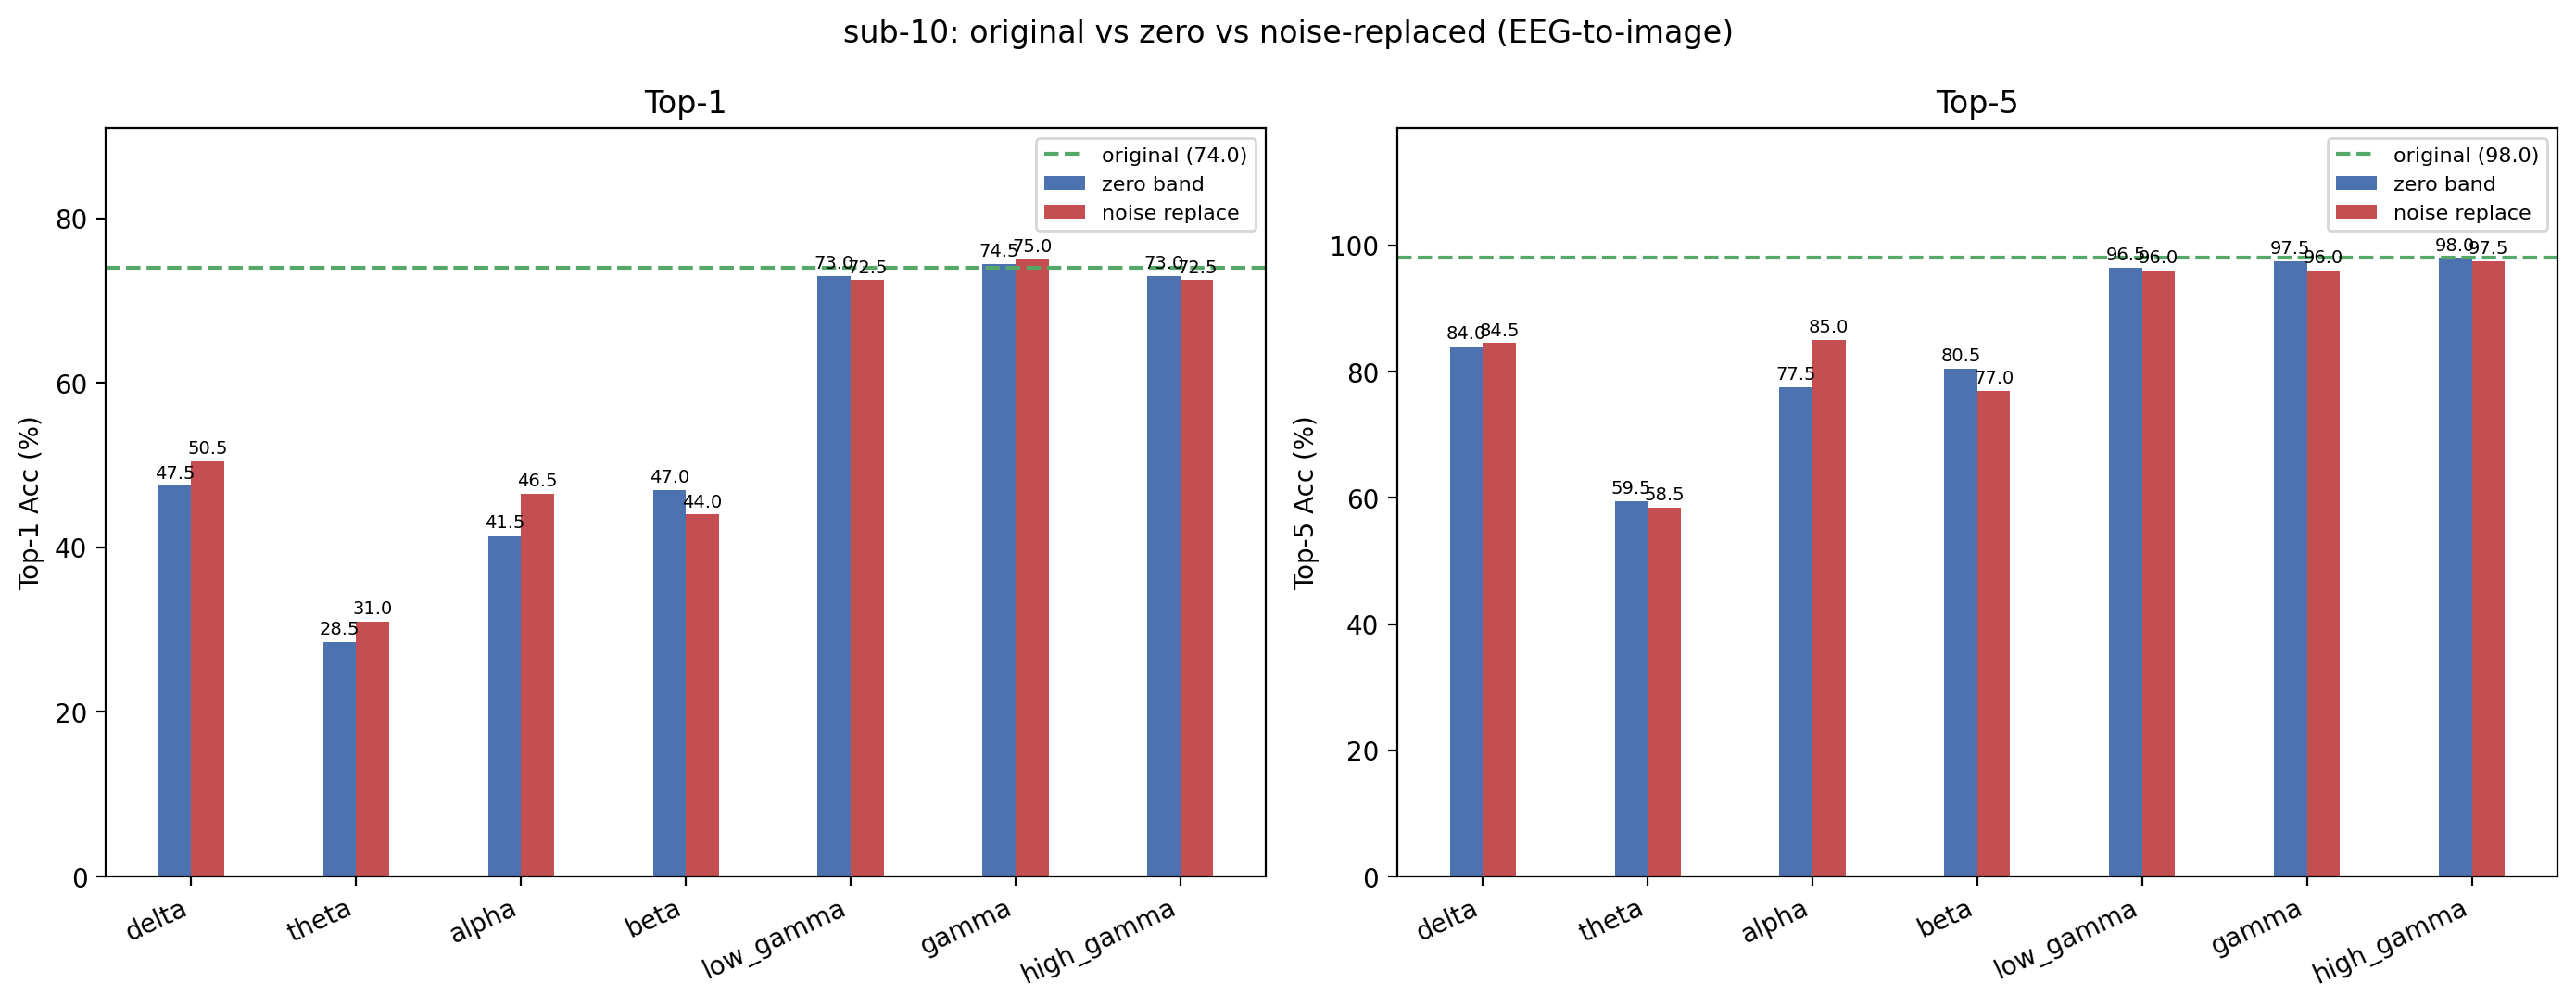 sub-10: original vs zero vs noise-replaced (EEG-to-image)
Top-1
original (74.0)
zero band
noise replace
Top-1 Acc (%)
80
60
40
20
0
47.5
50.5
28.5
31.0
41.5
46.5
47.0
44.0
73.0
72.5
74.5
75.0
73.0
72.5
delta
theta
alpha
beta
low_gamma
gamma
high_gamma
Top-5
original (98.0)
zero band
noise replace
Top-5 Acc (%)
100
80
60
40
20
0
84.0
84.5
59.5
58.5
77.5
85.0
80.5
77.0
96.5
96.0
97.5
96.0
98.0
97.5
delta
theta
alpha
beta
low_gamma
gamma
high_gamma